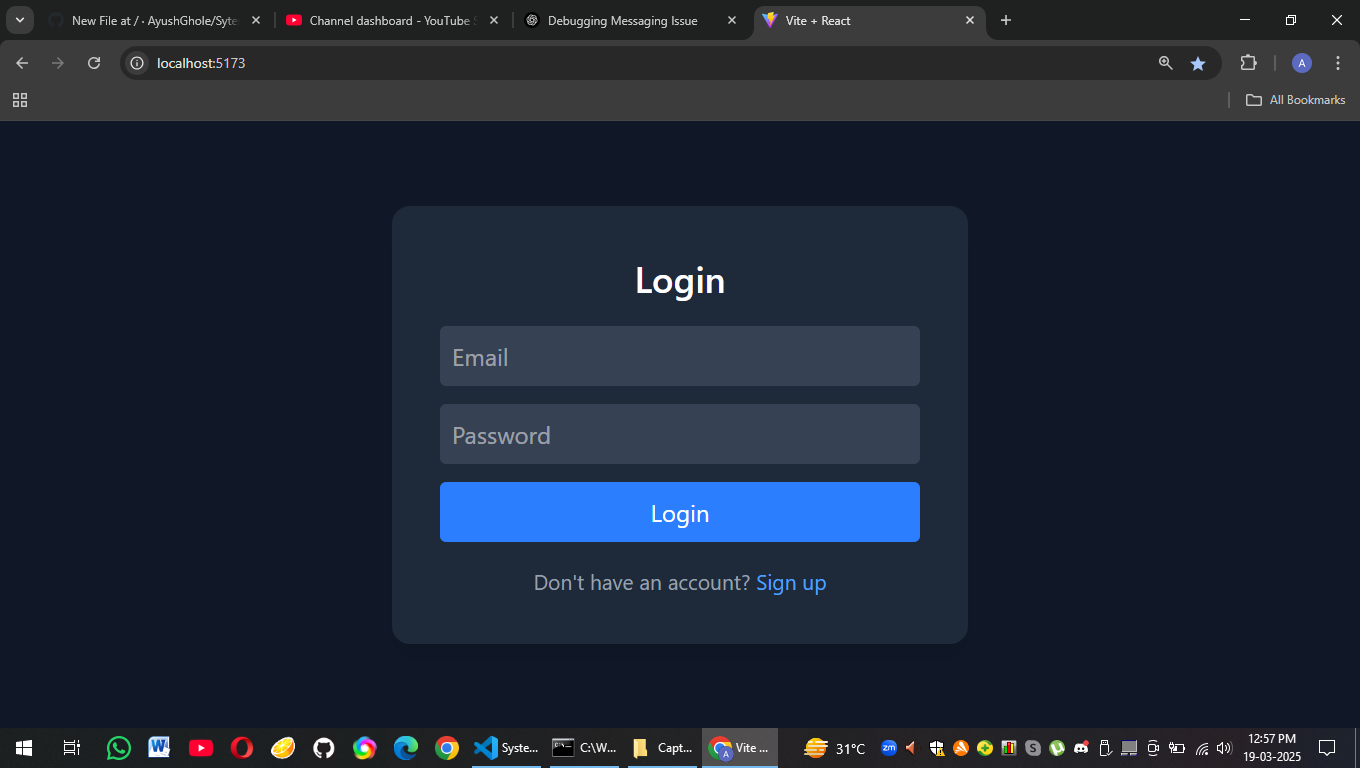 New File at / · AyushGhole/Syte
Channel dashboard - YouTube S
Debugging Messaging Issue
Vite + React
localhost:5173
A
All Bookmarks
Login
Email
Password
Login
Don't have an account? Sign up
Syste...
C:\W...
Capt...
A
Vite ...
31°C
zm
12:57 PM
19-03-2025